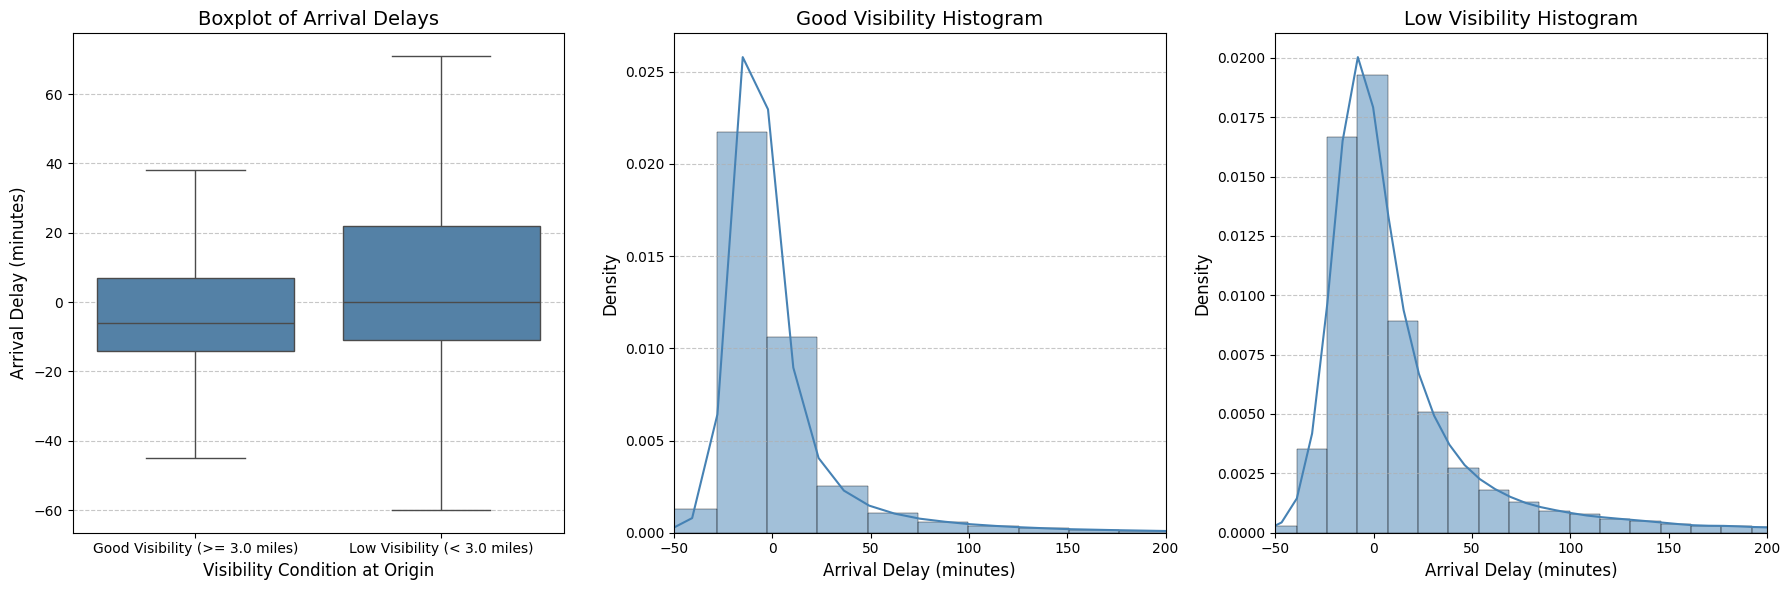 Boxplot of Arrival Delays
Arrival Delay (minutes)
60
40
20
0
−20
−40
−60
Good Visibility (>= 3.0 miles)
Low Visibility (< 3.0 miles)
Visibility Condition at Origin
Good Visibility Histogram
Density
0.025
0.020
0.015
0.010
0.005
0.000
−50 0 50 100 150 200
Arrival Delay (minutes)
Low Visibility Histogram
Density
0.0200
0.0175
0.0150
0.0125
0.0100
0.0075
0.0050
0.0025
0.0000
−50 0 50 100 150 200
Arrival Delay (minutes)